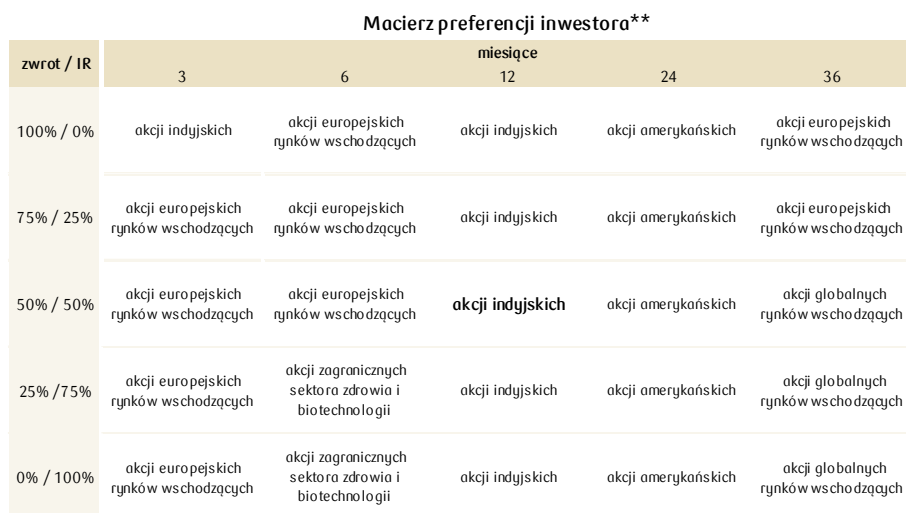 Macierz preferencji inwestora**
zwrot / IR
miesiące
3 6 12 24 36
100% / 0%
akcji indyjskich
akcji europejskich
rynków wschodzących
akcji indyjskich
akcji amerykańskich
akcji europejskich
rynków wschodzących
75% / 25%
akcji europejskich
rynków wschodzących
akcji europejskich
rynków wschodzących
akcji indyjskich
akcji amerykańskich
akcji europejskich
rynków wschodzących
50% / 50%
akcji europejskich
rynków wschodzących
akcji europejskich
rynków wschodzących
akcji indyjskich
akcji amerykańskich
akcji globalnych
rynków wschodzących
25% /75%
akcji europejskich
rynków wschodzących
akcji zagranicznych
sektora zdrowia i
biotechnologii
akcji indyjskich
akcji amerykańskich
akcji globalnych
rynków wschodzących
0% / 100%
akcji europejskich
rynków wschodzących
akcji zagranicznych
sektora zdrowia i
biotechnologii
akcji indyjskich
akcji amerykańskich
akcji globalnych
rynków wschodzących